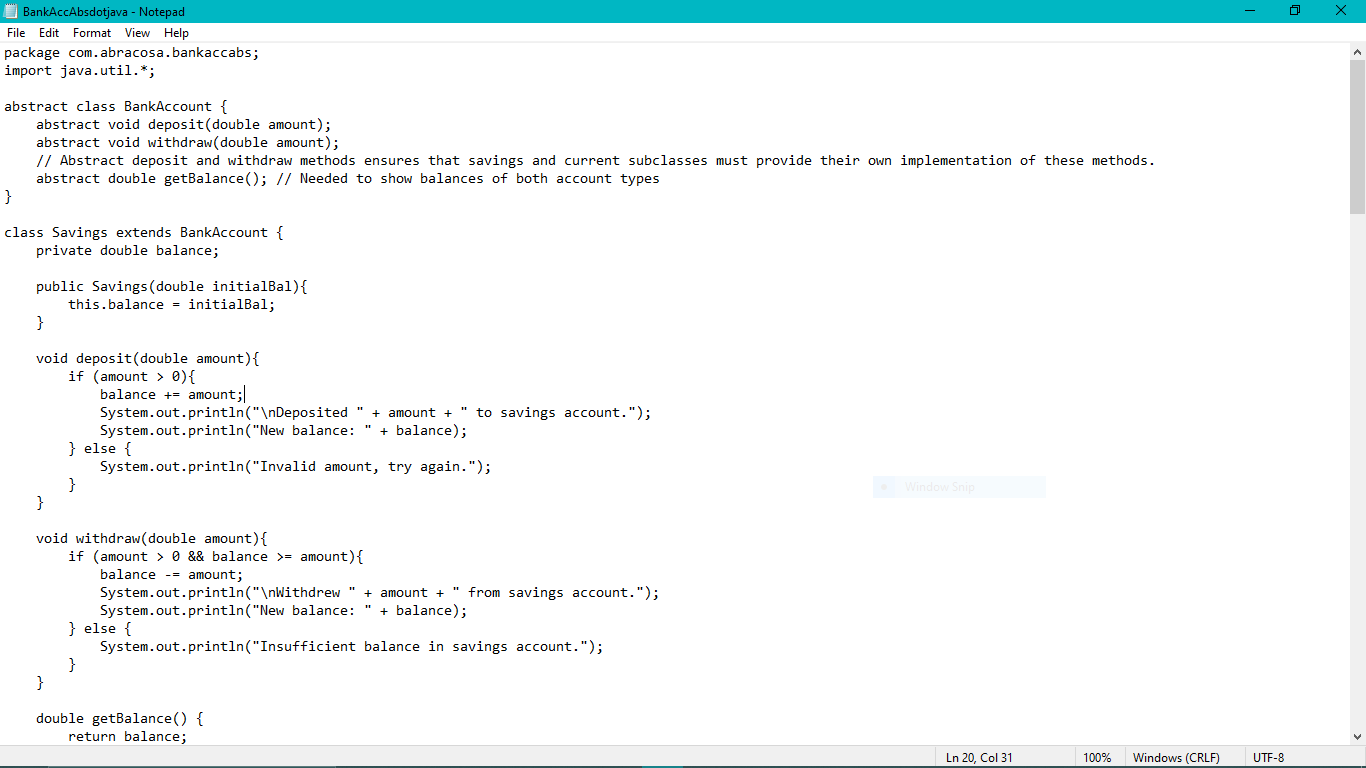 BankAccAbsdotjava - Notepad
File Edit Format View Help
package com.abracosa.bankaccabs;
import java.util.*;
abstract class BankAccount {
    abstract void deposit(double amount);
    abstract void withdraw(double amount);
    // Abstract deposit and withdraw methods ensures that savings and current subclasses must provide their own implementation of these methods.
    abstract double getBalance(); // Needed to show balances of both account types
}
class Savings extends BankAccount {
    private double balance;
    public Savings(double initialBal){
        this.balance = initialBal;
    }
    void deposit(double amount){
        if (amount > 0){
            balance += amount;
            System.out.println("\nDeposited " + amount + " to savings account.");
            System.out.println("New balance: " + balance);
        } else {
            System.out.println("Invalid amount, try again.");
        }
    }
    void withdraw(double amount){
        if (amount > 0 && balance >= amount){
            balance -= amount;
            System.out.println("\nWithdrew " + amount + " from savings account.");
            System.out.println("New balance: " + balance);
        } else {
            System.out.println("Insufficient balance in savings account.");
        }
    }
    double getBalance() {
        return balance;
Window Snip
Ln 20, Col 31 100% Windows (CRLF) UTF-8